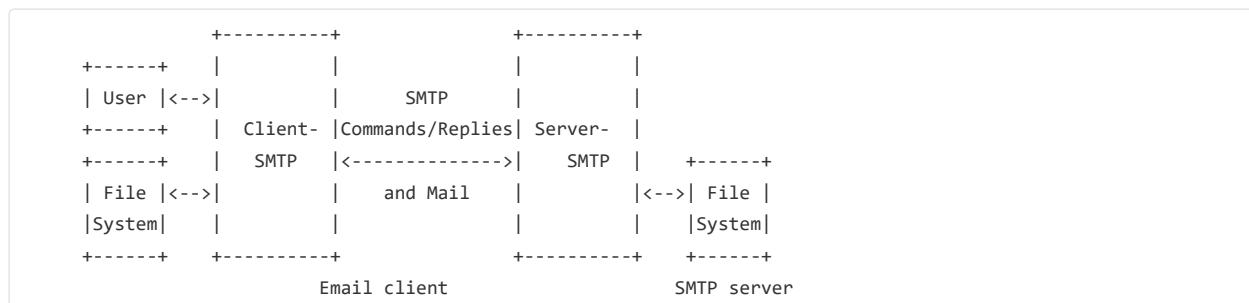 +----------+                +----------+
+------+    |          |                |          |
| User |<-->|          |      SMTP      |          |
+------+    |  Client- |Commands/Replies| Server-  |
+------+    |   SMTP   |<-------------->|    SMTP  |    +------+
| File |<-->|          |    and Mail    |          |<-->| File |
|System|    |          |                |          |    |System|
+------+    +----------+                +----------+    +------+
Email client                    SMTP server